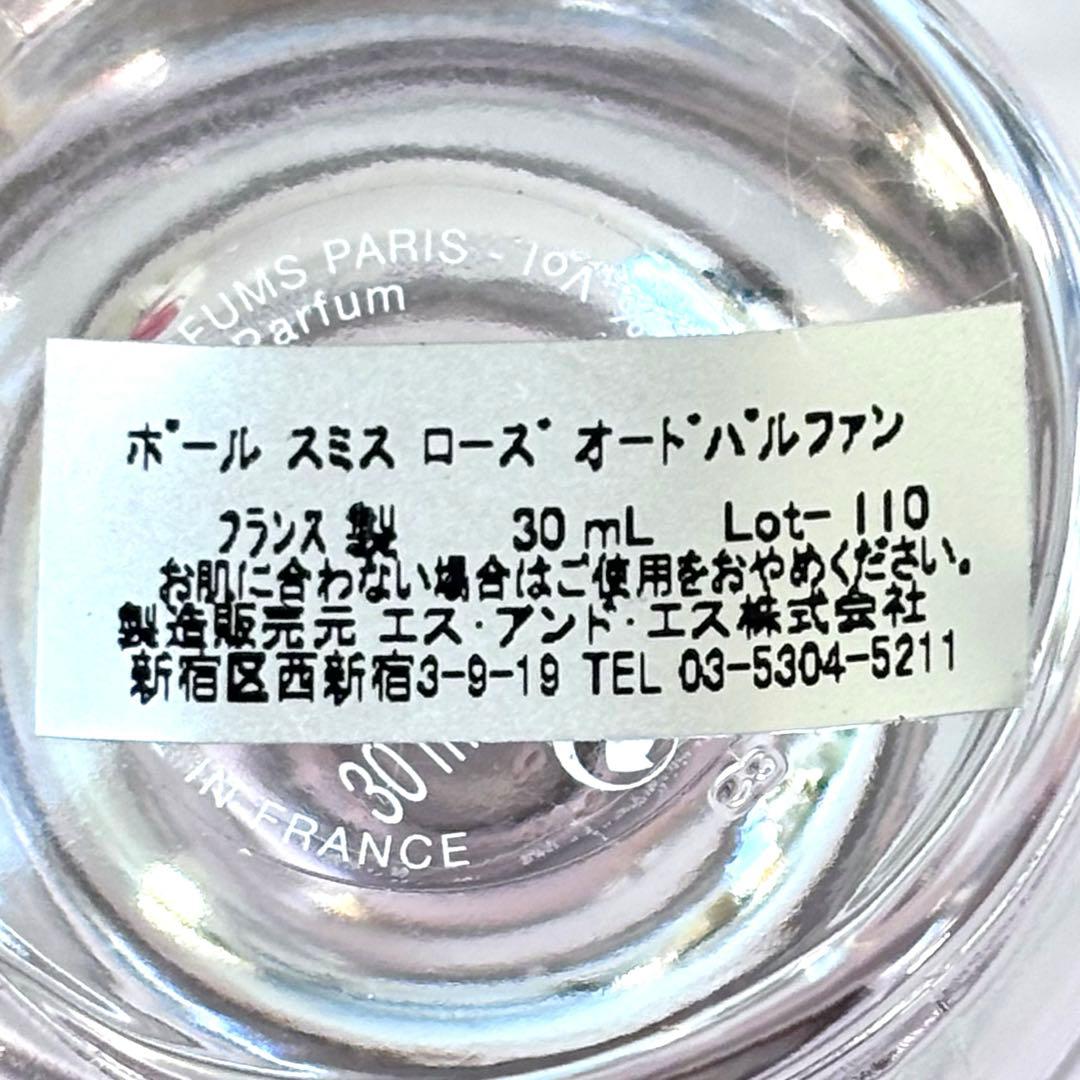 FUMS PARIS -
Parfum
ポール スミス ローズ オードパルファン
フランス 製 30 mL Lot- 110
お肌に合わない場合はご使用をおやめください。
製造販売元 エス・アンド・エス株式会社
新宿区西新宿3-9-19 TEL 03-5304-5211
30 m
IN FRANCE